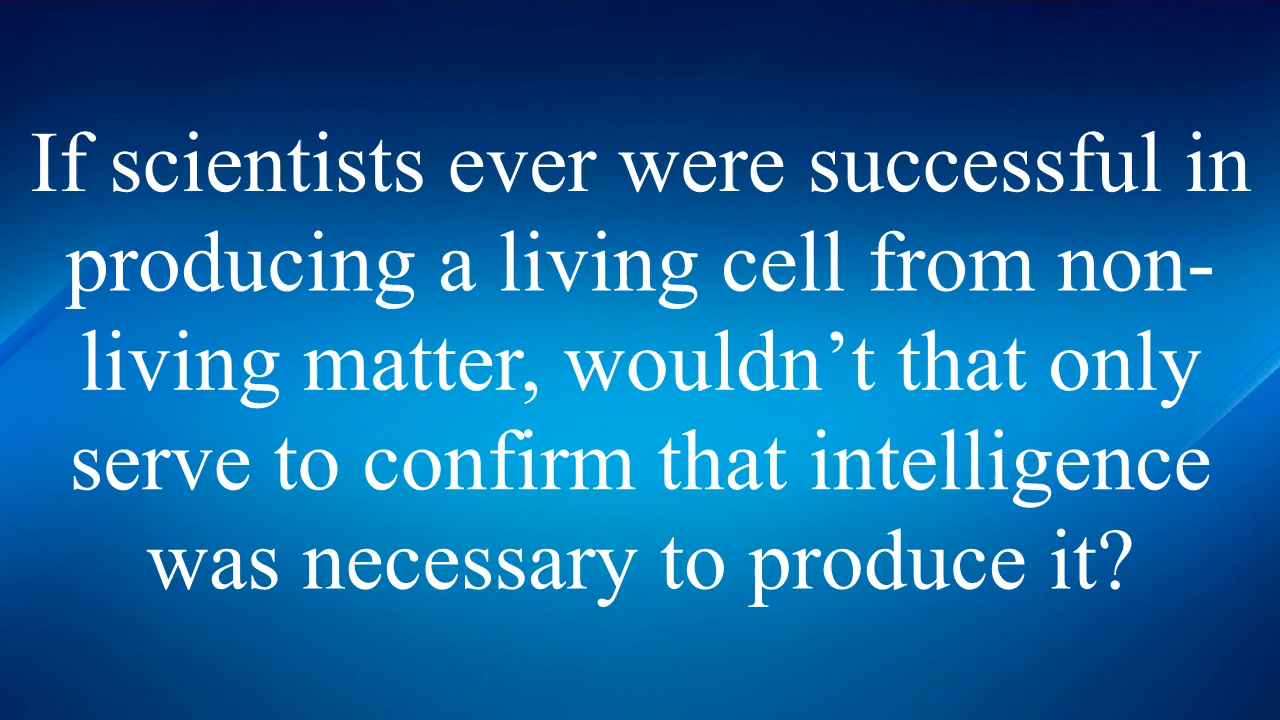 If scientists ever were successful in
producing a living cell from non-
living matter, wouldn’t that only
serve to confirm that intelligence
was necessary to produce it?